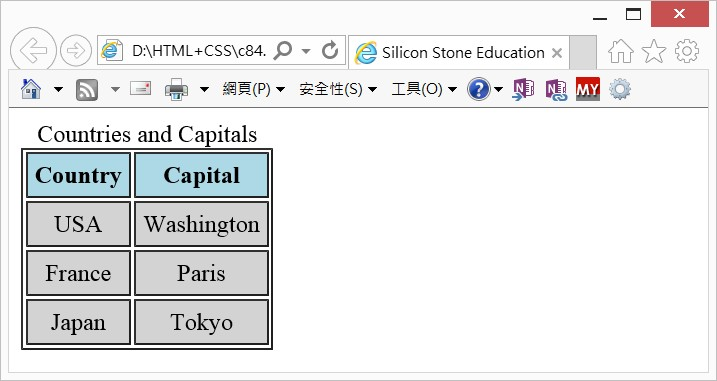 D:\HTML+CSS\c84.
Silicon Stone Education
網頁(P) 安全性(S) 工具(O) ? N N MY
Countries and Capitals
Country Capital
USA Washington
France Paris
Japan Tokyo